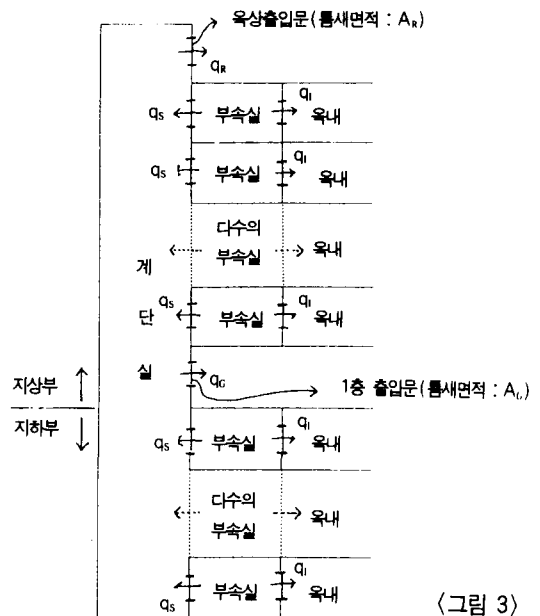 옥상출입문(틈새면적 : A_R)
q_R
q_I
q_S 부속실 옥내
q_I
q_S 부속실 옥내
다수의
부속실 옥내
계
q_S q_I
단 부속실 옥내
실
q_G
지상부 1층 출입문(틈새면적 : A_G)
지하부
q_I
q_S 부속실 옥내
다수의
부속실 옥내
q_I
q_S 부속실 옥내
〈그림 3〉